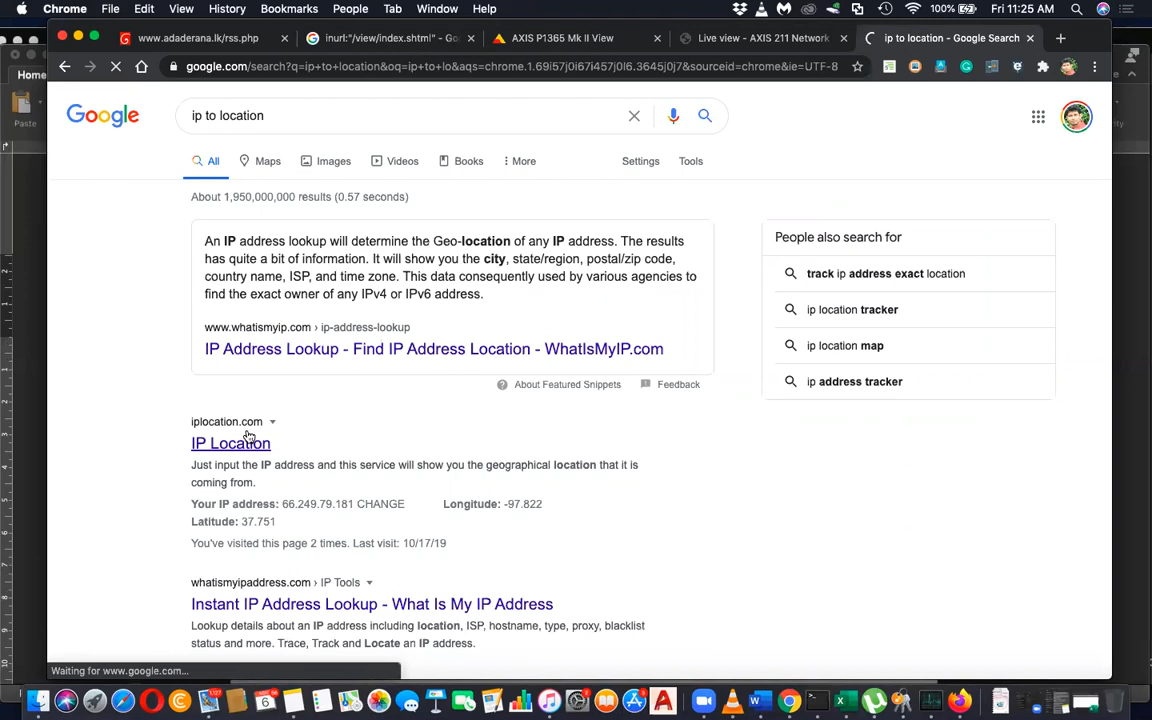 Chrome File Edit View History Bookmarks People Tab Window Help 100% Fri 11:25 AM
www.adaderana.lk/rss.php inurl:"/view/index.shtml" - Go AXIS P1365 Mk II View Live view - AXIS 211 Network ip to location - Google Search
google.com/search?q=ip+to+location&oq=ip+to+lo&aqs=chrome.1.69i57j0i67i457j0l6.3645j0j7&sourceid=chrome&ie=UTF-8
Home
Paste
Google ip to location
All Maps Images Videos Books More Settings Tools
About 1,950,000,000 results (0.57 seconds)
An IP address lookup will determine the Geo-location of any IP address. The results
has quite a bit of information. It will show you the city, state/region, postal/zip code,
country name, ISP, and time zone. This data consequently used by various agencies to
find the exact owner of any IPv4 or IPv6 address.
www.whatismyip.com › ip-address-lookup
IP Address Lookup - Find IP Address Location - WhatIsMyIP.com
About Featured Snippets Feedback
People also search for
track ip address exact location
ip location tracker
ip location map
ip address tracker
iplocation.com
IP Location
Just input the IP address and this service will show you the geographical location that it is
coming from.
Your IP address: 66.249.79.181 CHANGE Longitude: -97.822
Latitude: 37.751
You've visited this page 2 times. Last visit: 10/17/19
whatismyipaddress.com › IP Tools
Instant IP Address Lookup - What Is My IP Address
Lookup details about an IP address including location, ISP, hostname, type, proxy, blacklist
status and more. Trace, Track and Locate an IP address.
Waiting for www.google.com...